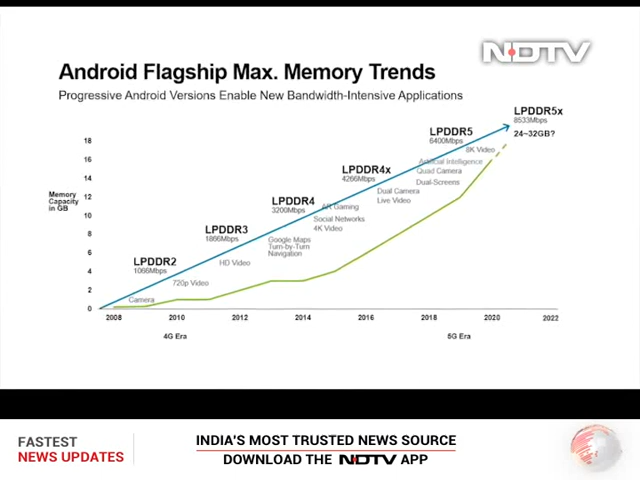 NDTV
Android Flagship Max. Memory Trends
Progressive Android Versions Enable New Bandwidth-Intensive Applications
LPDDR5x
8533Mbps
24~32GB?
LPDDR5
6400Mbps
8K Video
Artificial Intelligence
Quad Camera
Dual-Screens
LPDDR4x
4266Mbps
Dual Camera
Live Video
LPDDR4
3200Mbps
AR Gaming
Social Networks
4K Video
LPDDR3
1866Mbps
Google Maps
Turn-by-Turn
Navigation
HD Video
LPDDR2
1066Mbps
720p Video
Camera
Memory
Capacity
in GB
18
16
14
12
10
8
6
4
2
0
2008 2010 2012 2014 2016 2018 2020 2022
4G Era 5G Era
FASTEST
NEWS UPDATES
INDIA'S MOST TRUSTED NEWS SOURCE
DOWNLOAD THE NDTV APP